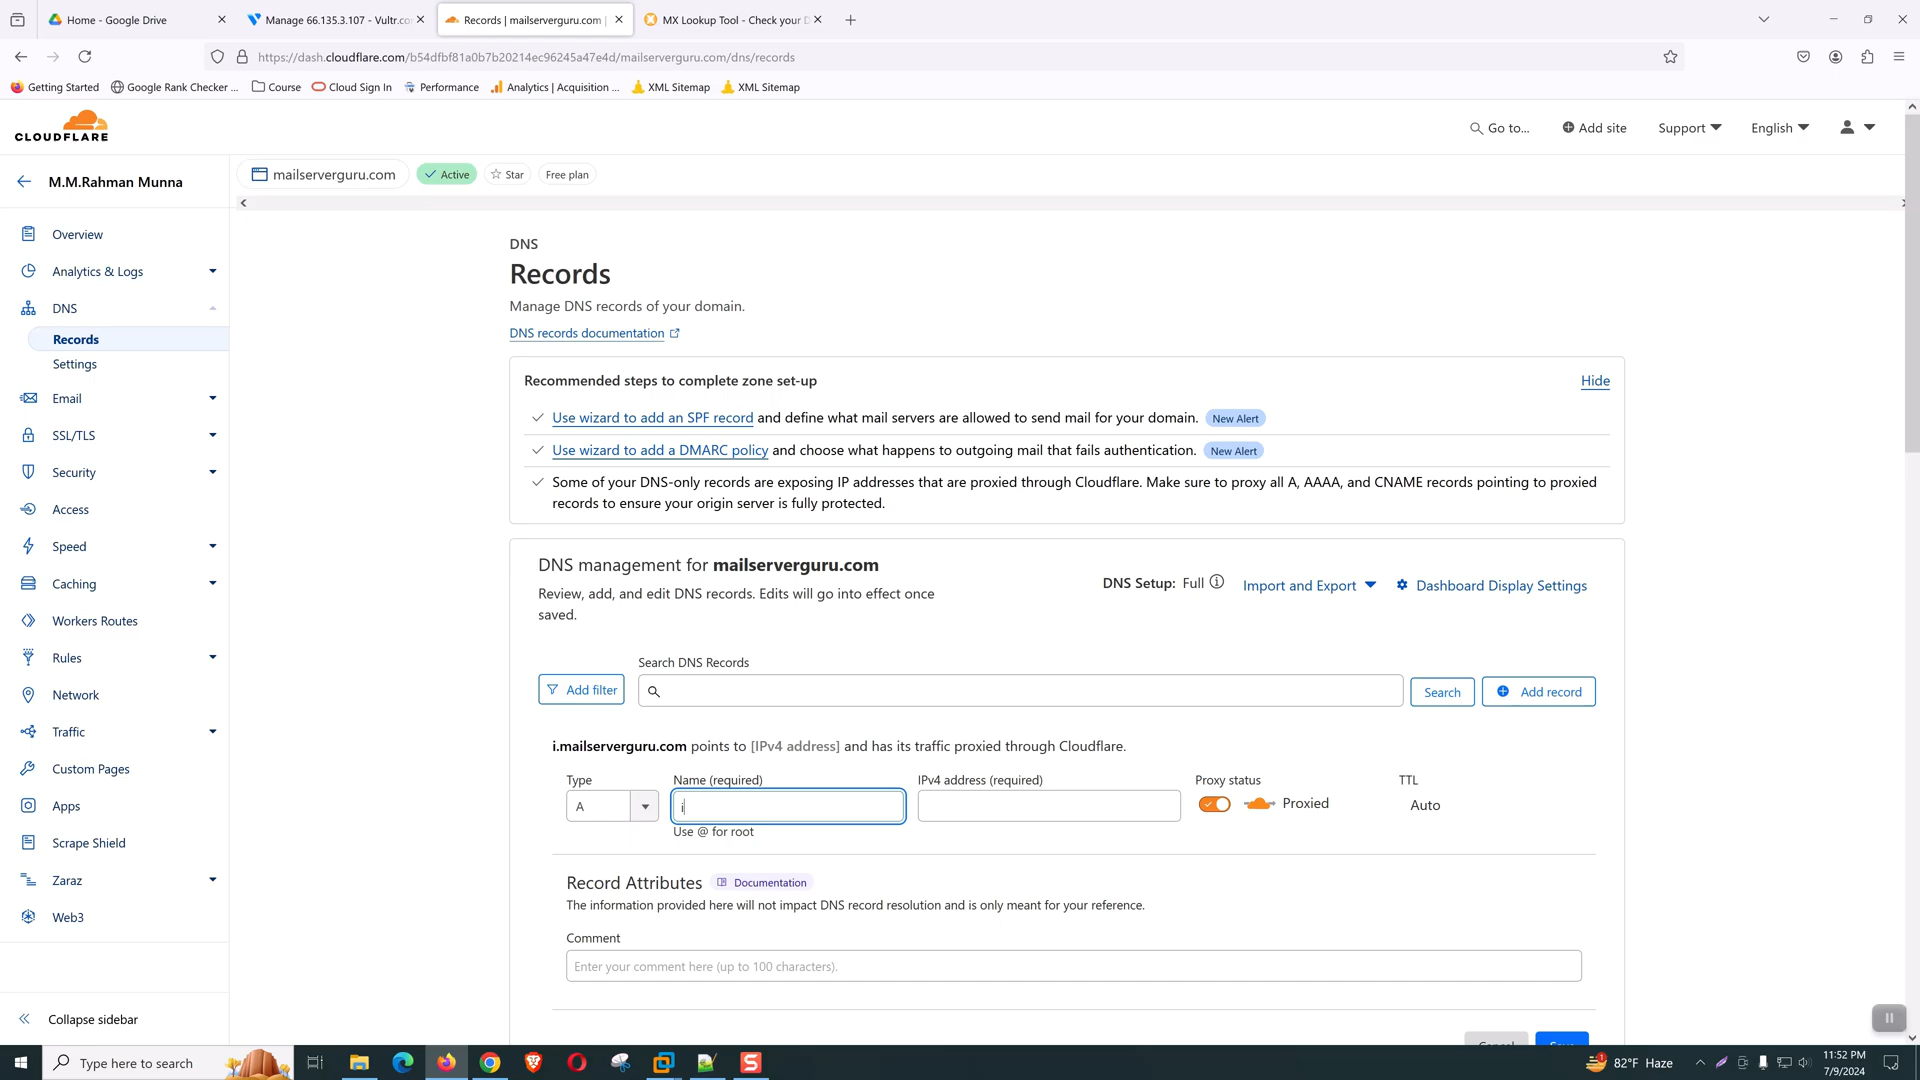 Home - Google Drive
Manage 66.135.3.107 - Vultr.co
Records | mailserverguru.com |
MX Lookup Tool - Check your D
https://dash.cloudflare.com/b54dfbf81a0b7b20214ec96245a47e4d/mailserverguru.com/dns/records
Getting Started
Google Rank Checker ...
Course
Cloud Sign In
Performance
Analytics | Acquisition ...
XML Sitemap
XML Sitemap
CLOUDFLARE
Go to...
Add site
Support
English
M.M.Rahman Munna
mailserverguru.com
Active
Star
Free plan
Overview
Analytics & Logs
DNS
Records
Settings
Email
SSL/TLS
Security
Access
Speed
Caching
Workers Routes
Rules
Network
Traffic
Custom Pages
Apps
Scrape Shield
Zaraz
Web3
Collapse sidebar
DNS
Records
Manage DNS records of your domain.
DNS records documentation
Recommended steps to complete zone set-up
Hide
Use wizard to add an SPF record and define what mail servers are allowed to send mail for your domain. New Alert
Use wizard to add a DMARC policy and choose what happens to outgoing mail that fails authentication. New Alert
Some of your DNS-only records are exposing IP addresses that are proxied through Cloudflare. Make sure to proxy all A, AAAA, and CNAME records pointing to proxied
records to ensure your origin server is fully protected.
DNS management for mailserverguru.com
Review, add, and edit DNS records. Edits will go into effect once
saved.
DNS Setup: Full
Import and Export
Dashboard Display Settings
Search DNS Records
Add filter
Search
Add record
i.mailserverguru.com points to [IPv4 address] and has its traffic proxied through Cloudflare.
Type
Name (required)
IPv4 address (required)
Proxy status
TTL
A
i
Proxied
Auto
Use @ for root
Record Attributes
Documentation
The information provided here will not impact DNS record resolution and is only meant for your reference.
Comment
Enter your comment here (up to 100 characters).
Cancel
Save
Type here to search
82°F Haze
11:52 PM
7/9/2024